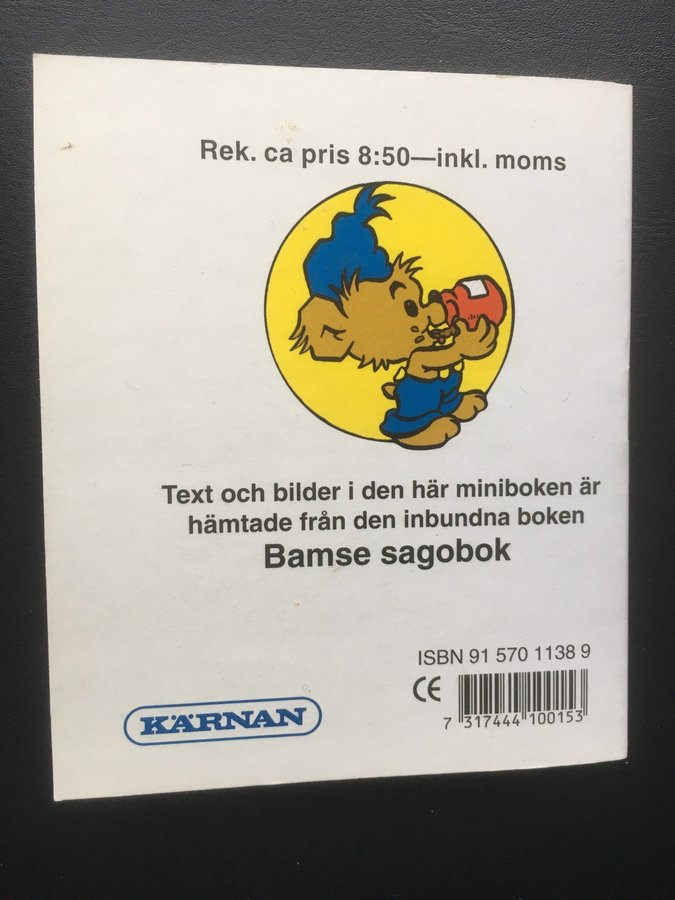 Rek. ca pris 8:50—inkl. moms
Text och bilder i den här miniboken är
hämtade från den inbundna boken
Bamse sagobok
ISBN 91 570 1138 9
CE
7 317444 100153
KÄRNAN